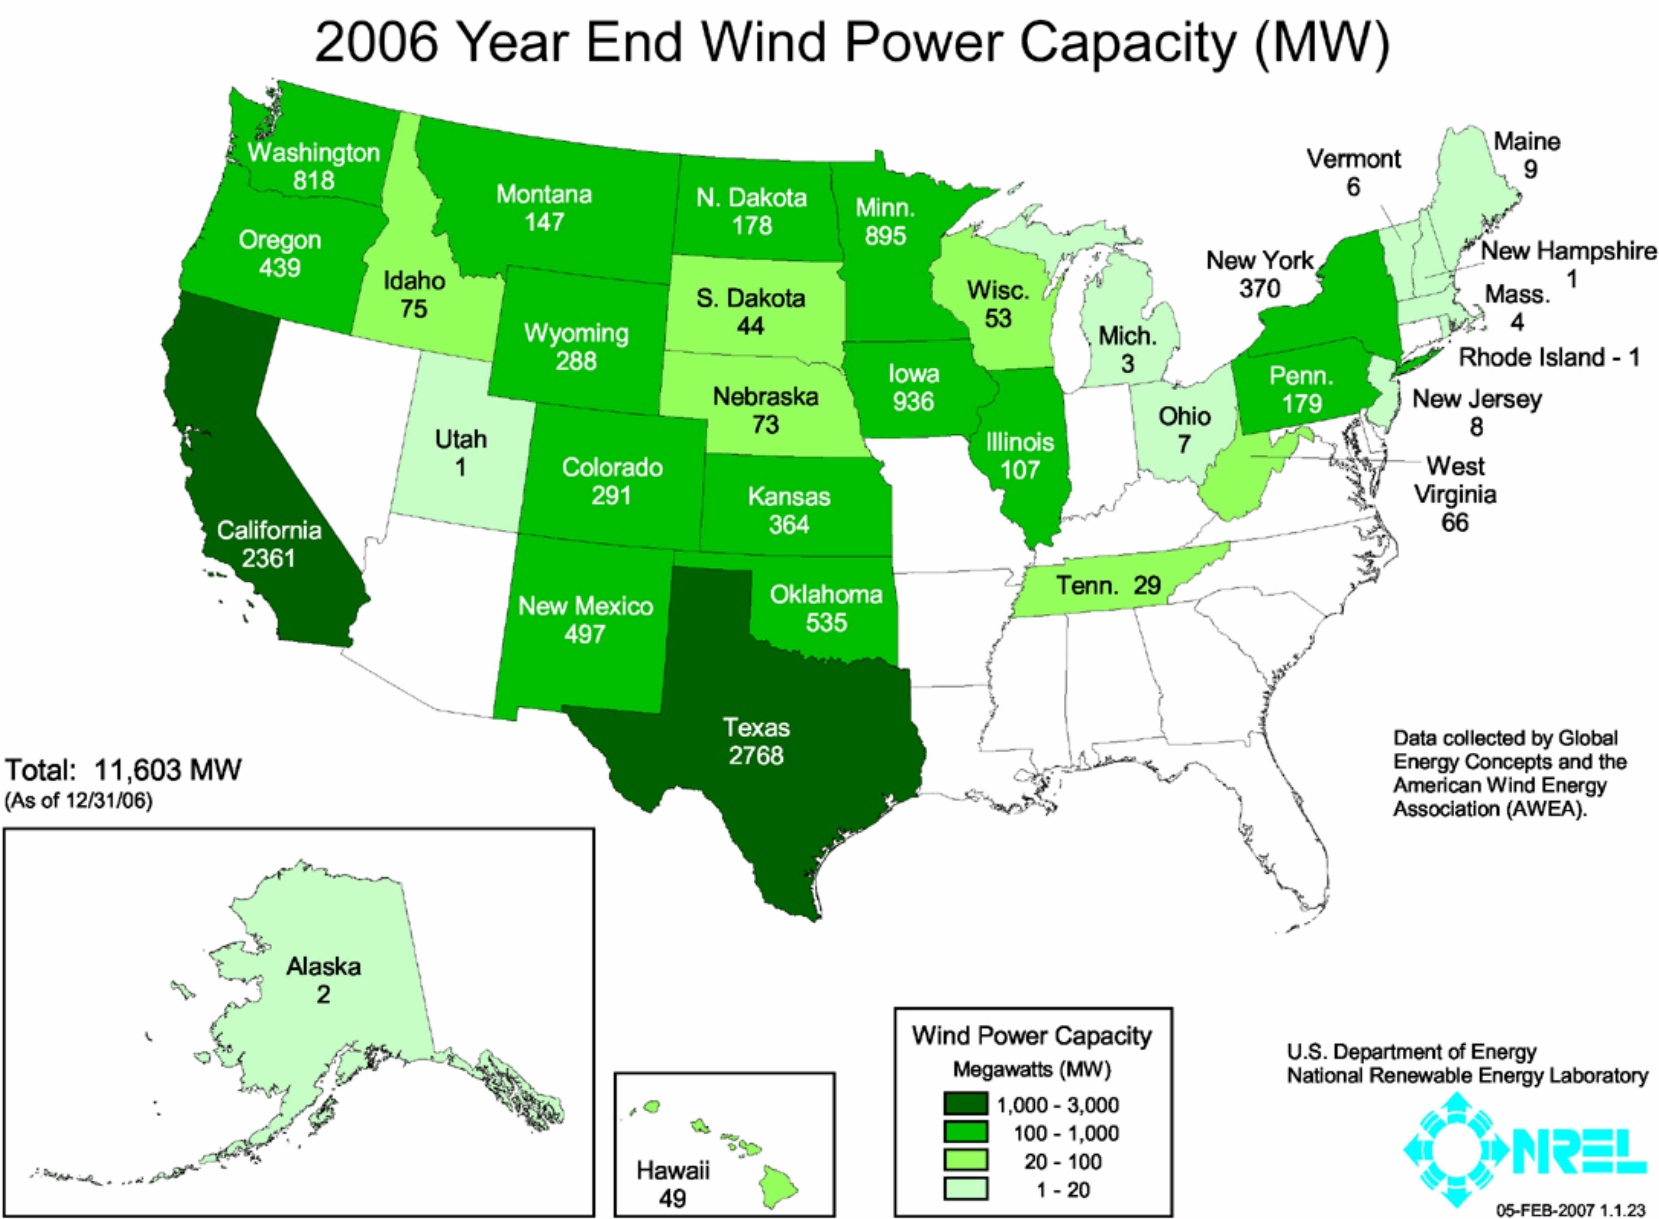 2006 Year End Wind Power Capacity (MW)
Washington
818
Oregon
439
Idaho
75
Montana
147
N. Dakota
178
Minn.
895
Wisc.
53
S. Dakota
44
Wyoming
288
Nebraska
73
Iowa
936
Mich.
3
Illinois
107
Ohio
7
Penn.
179
New York
370
Vermont
6
Maine
9
New Hampshire
1
Mass.
4
Rhode Island - 1
New Jersey
8
West
Virginia
66
Utah
1
Colorado
291
Kansas
364
California
2361
New Mexico
497
Oklahoma
535
Tenn. 29
Texas
2768
Total: 11,603 MW
(As of 12/31/06)
Data collected by Global
Energy Concepts and the
American Wind Energy
Association (AWEA).
Alaska
2
Hawaii
49
Wind Power Capacity
Megawatts (MW)
1,000 - 3,000
100 - 1,000
20 - 100
1 - 20
U.S. Department of Energy
National Renewable Energy Laboratory
NREL
05-FEB-2007 1.1.23